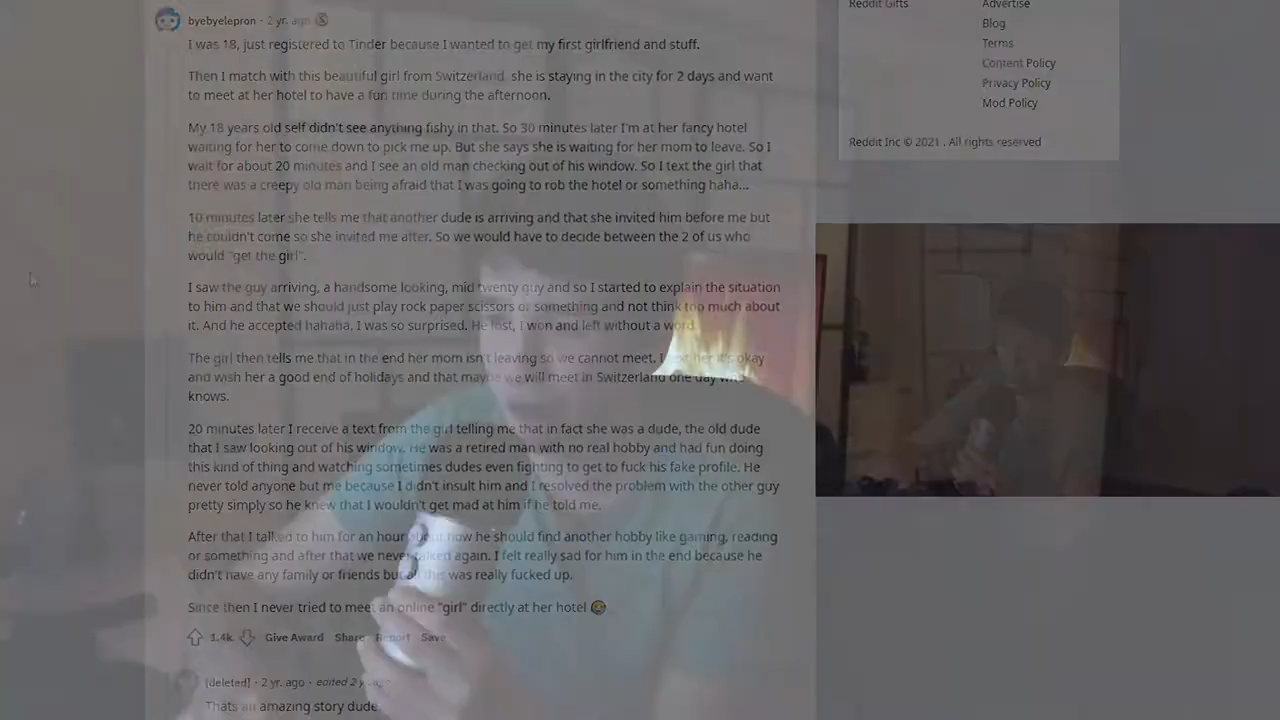 byebyelepron · 2 yr. ago
I was 18, just registered to Tinder because I wanted to get my first girlfriend and stuff.
Then I match with this beautiful girl from Switzerland, she is staying in the city for 2 days and want
to meet at her hotel to have a fun time during the afternoon.
My 18 years old self didn't see anything fishy in that. So 30 minutes later I'm at her fancy hotel
waiting for her to come down to pick me up. But she says she is waiting for her mom to leave. So I
wait for about 20 minutes and I see an old man checking out of his window. So I text the girl that
there was a creepy old man being afraid that I was going to rob the hotel or something haha...
10 minutes later she tells me that another dude is arriving and that she invited him before me but
he couldn't come so she invited me after. So we would have to decide between the 2 of us who
would "get the girl".
I saw the guy arriving, a handsome looking, mid twenty guy and so I started to explain the situation
to him and that we should just play rock paper scissors or something and not think too much about
it. And he accepted hahaha, I was so surprised. He lost, I won and left without a word.
The girl then tells me that in the end her mom isn't leaving so we cannot meet. I text her it's okay
and wish her a good end of holidays and that maybe we will meet in Switzerland one day who
knows.
20 minutes later I receive a text from the girl telling me that in fact she was a dude, the old dude
that I saw looking out of his window. He was a retired man with no real hobby and had fun doing
this kind of thing and watching sometimes dudes even fighting to get to fuck his fake profile. He
never told anyone but me because I didn't insult him and I resolved the problem with the other guy
pretty simply so he knew that I wouldn't get mad at him if he told me.
After that I talked to him for an hour about how he should find another hobby like gaming, reading
or something and after that we never talked again. I felt really sad for him in the end because he
didn't have any family or friends but all this was really fucked up.
Since then I never tried to meet an online "girl" directly at her hotel
1.4k Give Award Share Report Save
[deleted] · 2 yr. ago · edited 2 y. ago
Thats an amazing story dude
Reddit Gifts
Advertise
Blog
Terms
Content Policy
Privacy Policy
Mod Policy
Reddit Inc © 2021 . All rights reserved